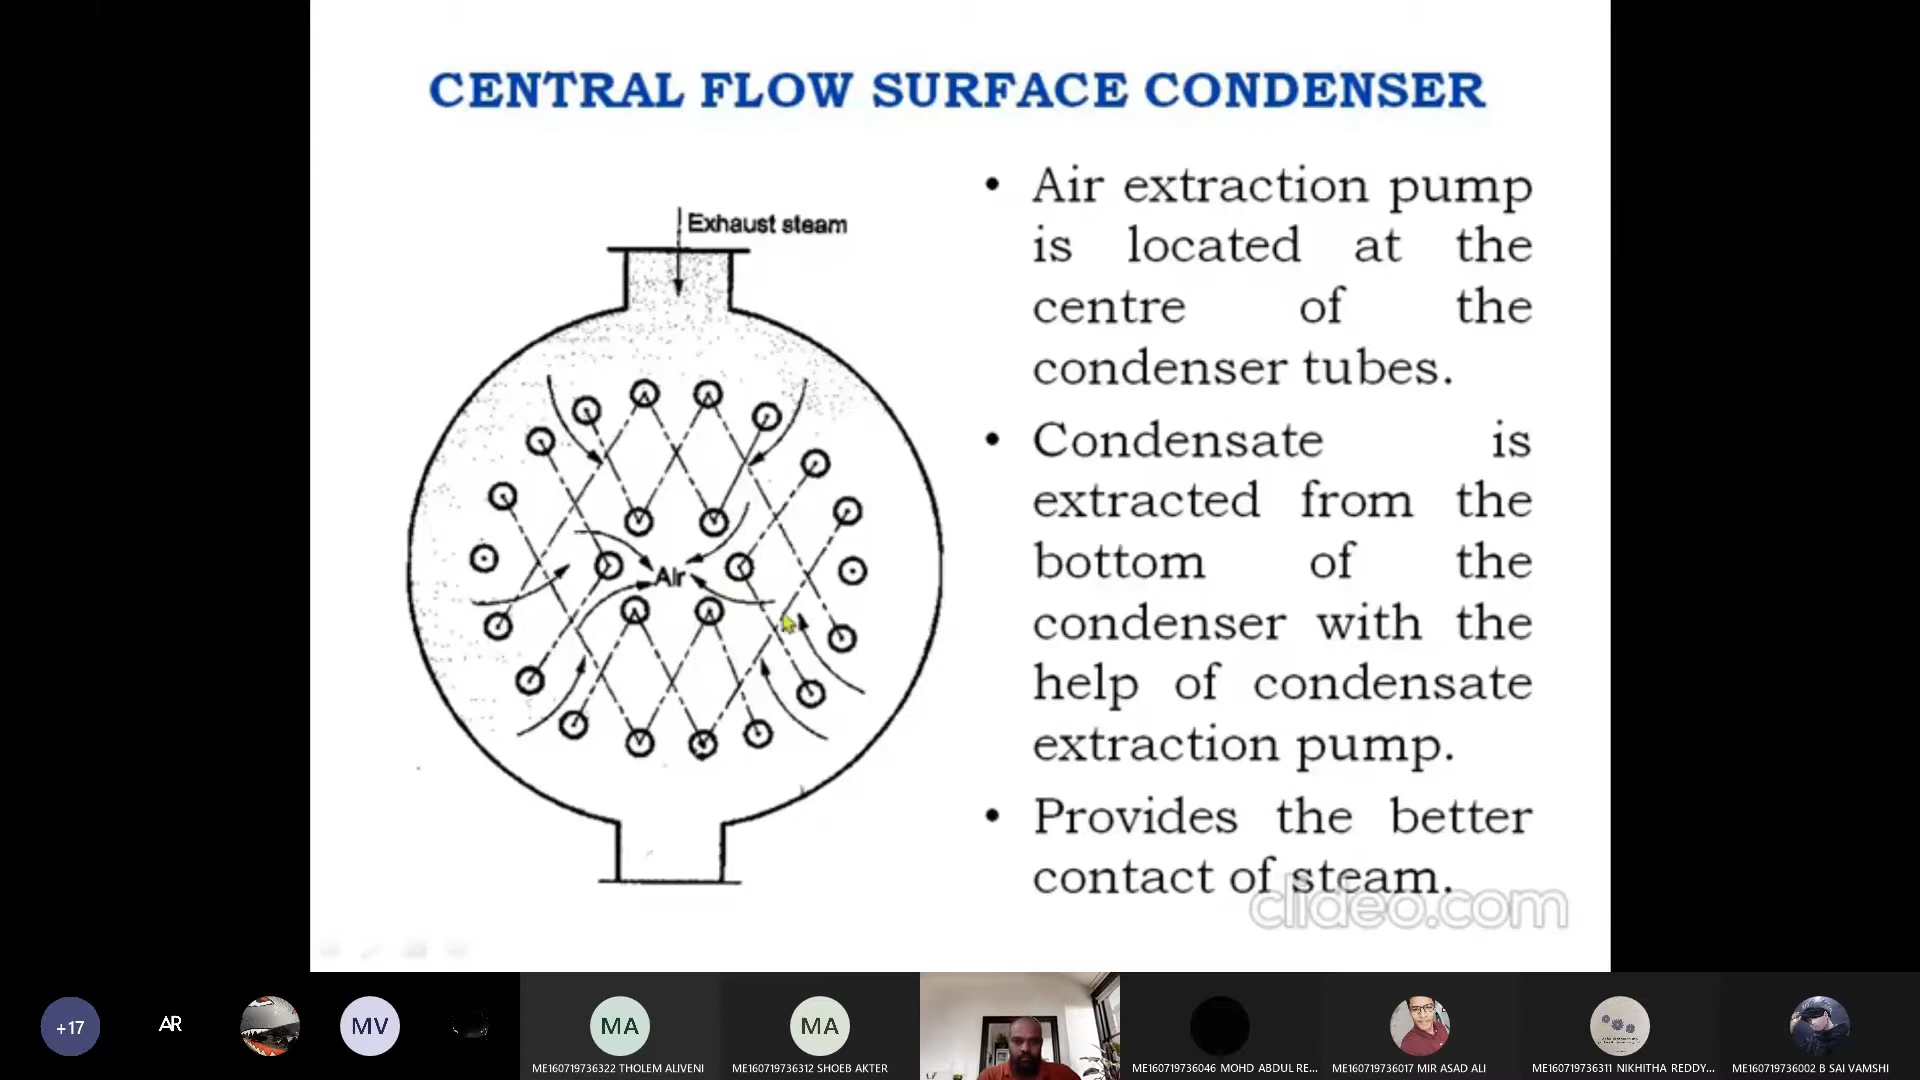 CENTRAL FLOW SURFACE CONDENSER
Exhaust steam
Air
• Air extraction pump
is located at the
centre of the
condenser tubes.
• Condensate is
extracted from the
bottom of the
condenser with the
help of condensate
extraction pump.
• Provides the better
contact of steam.
clideo.com
+17
AR
MV
MA
MA
ME160719736322 THOLEM ALIVENI
ME160719736312 SHOEB AKTER
ME160719736046 MOHD ABDUL RE...
ME160719736017 MIR ASAD ALI
ME160719736311 NIKHITHA REDDY...
ME160719736002 B SAI VAMSHI